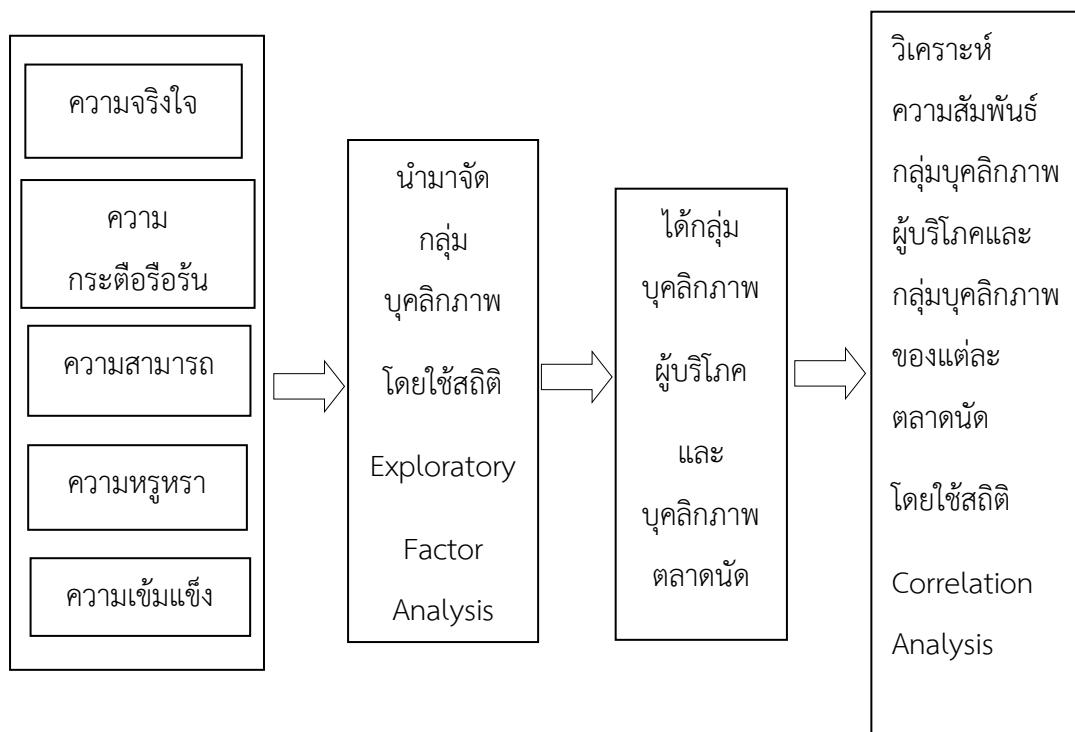 ความจริงใจ
ความ
กระตือรือร้น
ความสามารถ
ความหรูหรา
ความเข้มแข็ง
นำมาจัด
กลุ่ม
บุคลิกภาพ
โดยใช้สถิติ
Exploratory
Factor
Analysis
ได้กลุ่ม
บุคลิกภาพ
ผู้บริโภค
และ
บุคลิกภาพ
ตลาดนัด
วิเคราะห์
ความสัมพันธ์
กลุ่มบุคลิกภาพ
ผู้บริโภคและ
กลุ่มบุคลิกภาพ
ของแต่ละ
ตลาดนัด
โดยใช้สถิติ
Correlation
Analysis